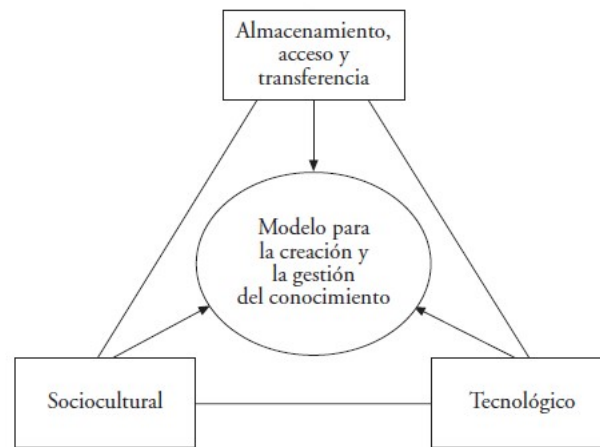 Almacenamiento,
acceso y
transferencia
Modelo para
la creación y
la gestión
del conocimiento
Sociocultural
Tecnológico